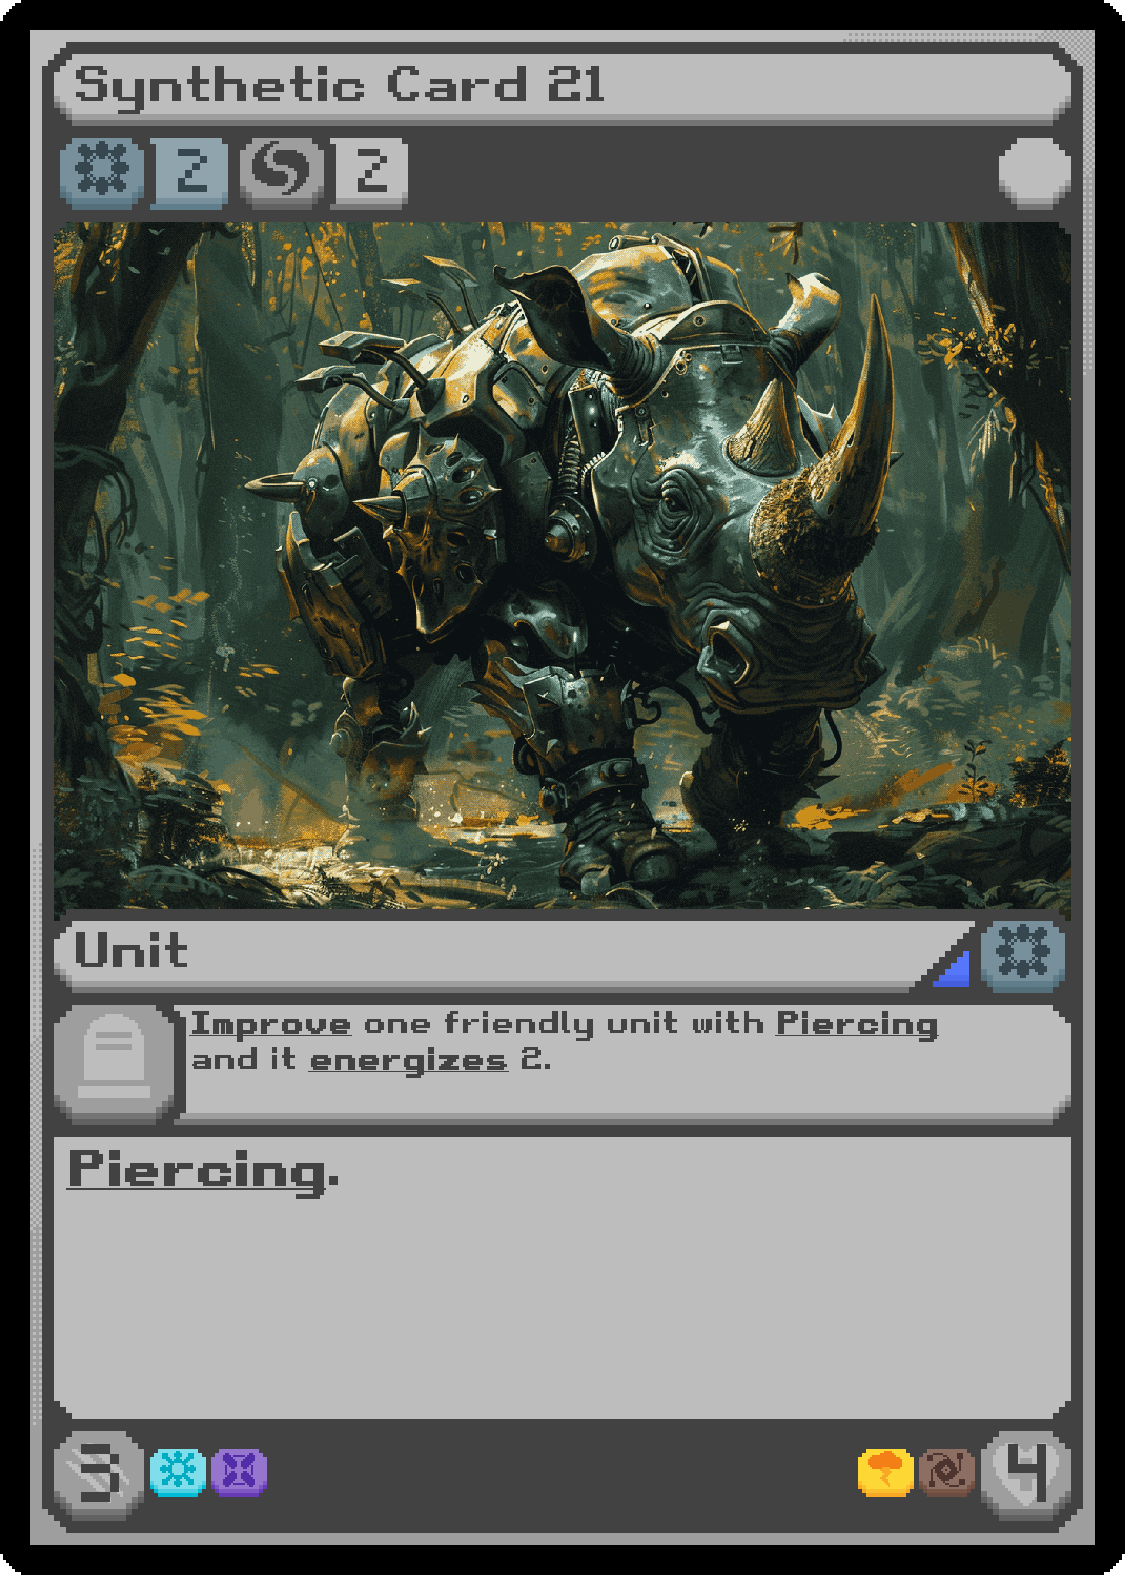 Synthetic Card 21
2 2
Unit
Improve one friendly unit with Piercing
and it energizes 2.
Piercing.
3 4